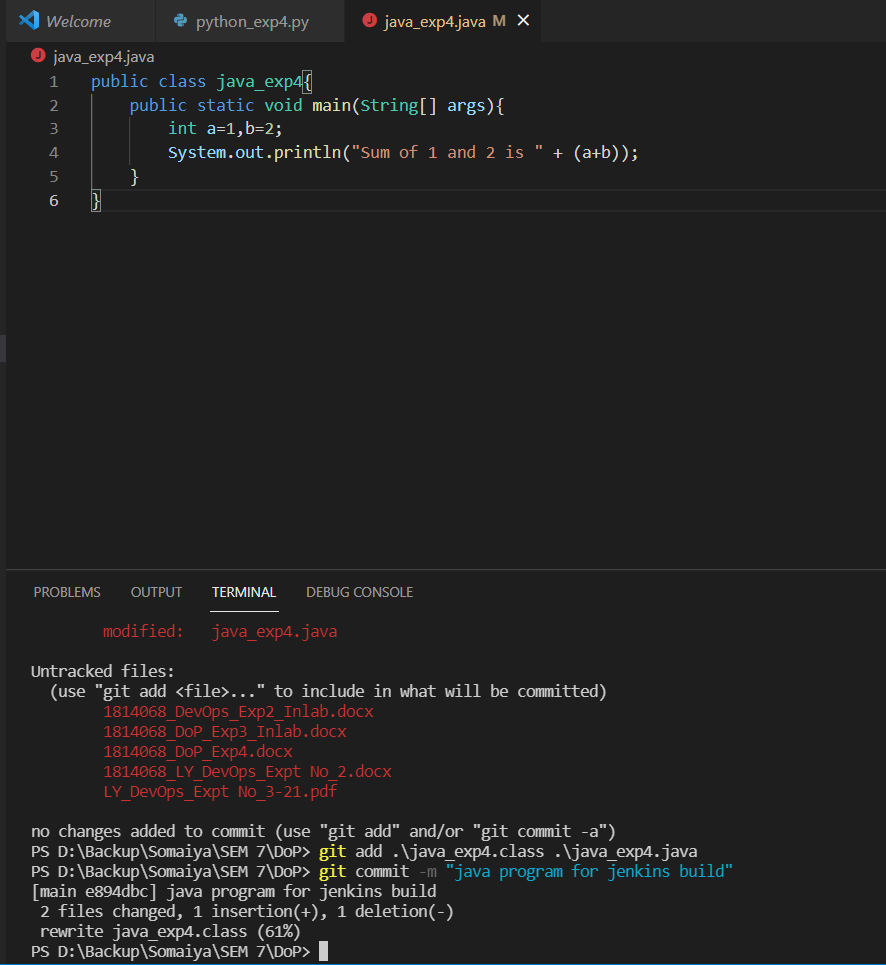 Welcome
python_exp4.py
java_exp4.java M
java_exp4.java
1 public class java_exp4{
2 public static void main(String[] args){
3 int a=1,b=2;
4 System.out.println("Sum of 1 and 2 is " + (a+b));
5 }
6 }
PROBLEMS OUTPUT TERMINAL DEBUG CONSOLE
modified: java_exp4.java
Untracked files:
(use "git add <file>..." to include in what will be committed)
1814068_DevOps_Exp2_Inlab.docx
1814068_DoP_Exp3_Inlab.docx
1814068_DoP_Exp4.docx
1814068_LY_DevOps_Expt No_2.docx
LY_DevOps_Expt No_3-21.pdf
no changes added to commit (use "git add" and/or "git commit -a")
PS D:\Backup\Somaiya\SEM 7\DoP> git add .\java_exp4.class .\java_exp4.java
PS D:\Backup\Somaiya\SEM 7\DoP> git commit -m "java program for jenkins build"
[main e894dbc] java program for jenkins build
2 files changed, 1 insertion(+), 1 deletion(-)
rewrite java_exp4.class (61%)
PS D:\Backup\Somaiya\SEM 7\DoP>